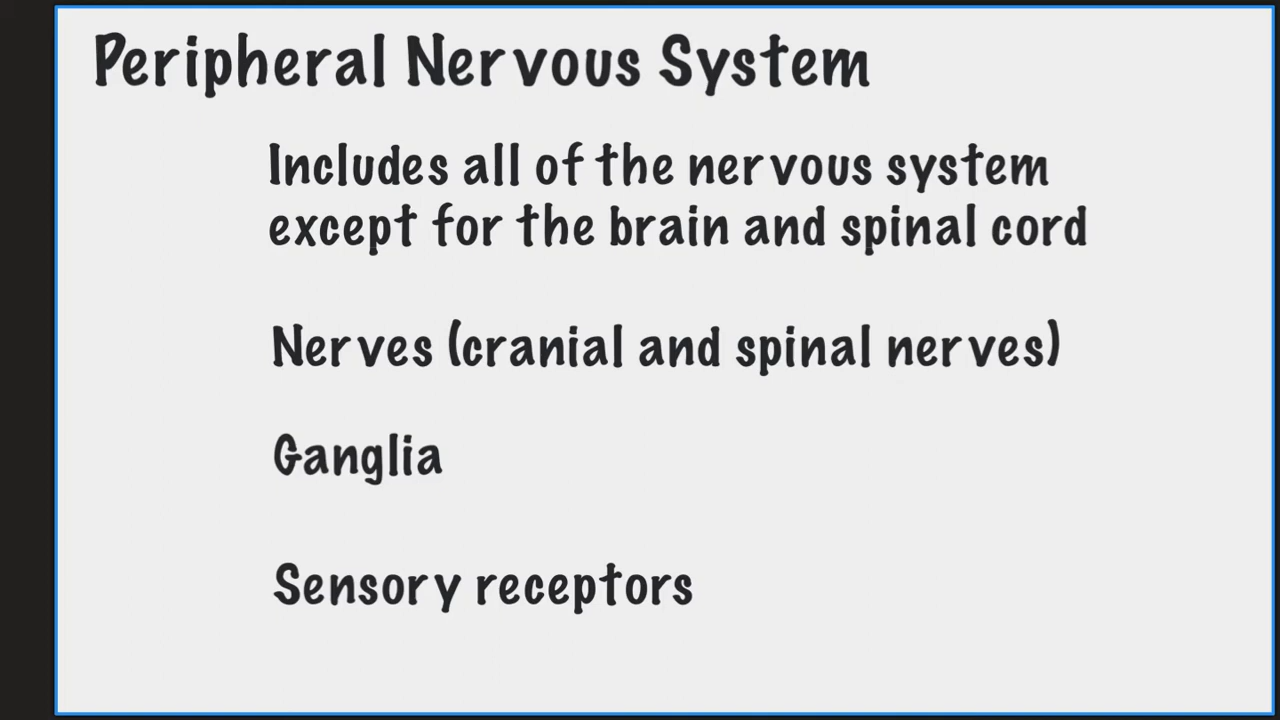 Peripheral Nervous System
Includes all of the nervous system
except for the brain and spinal cord
Nerves (cranial and spinal nerves)
Ganglia
Sensory receptors